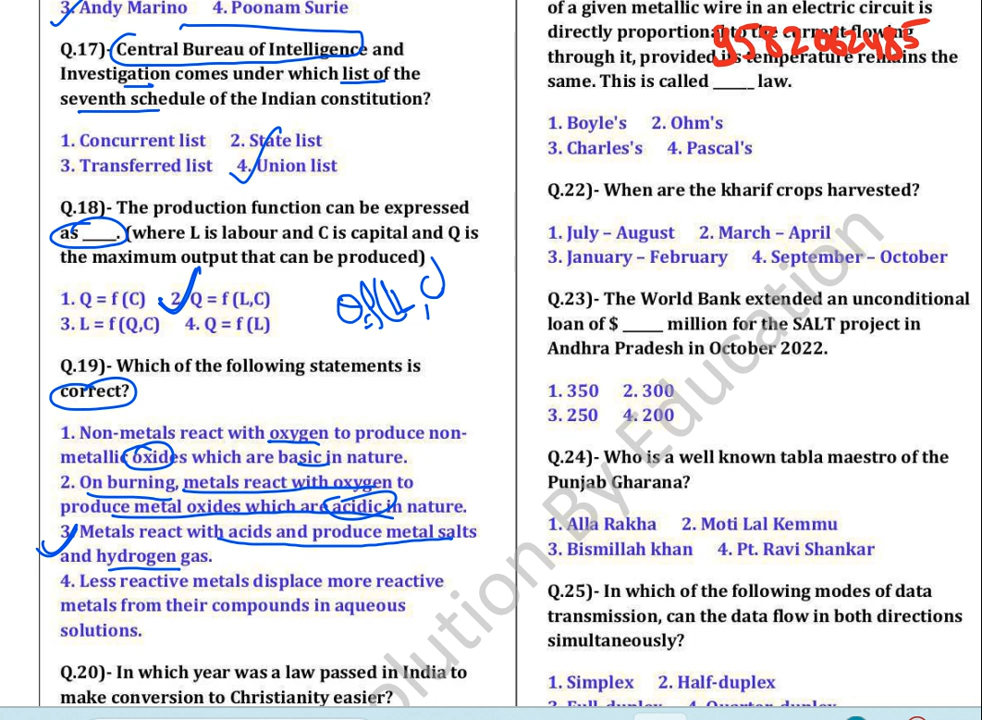 3. Andy Marino 4. Poonam Surie
Q.17)- Central Bureau of Intelligence and
Investigation comes under which list of the
seventh schedule of the Indian constitution?
1. Concurrent list 2. State list
3. Transferred list 4. Union list
Q.18)- The production function can be expressed
as ____. (where L is labour and C is capital and Q is
the maximum output that can be produced)
1. Q = f (C) 2. Q = f (L,C)
3. L = f (Q,C) 4. Q = f (L)
Q.19)- Which of the following statements is
correct?
1. Non-metals react with oxygen to produce non-
metallic oxides which are basic in nature.
2. On burning, metals react with oxygen to
produce metal oxides which are acidic in nature.
3. Metals react with acids and produce metal salts
and hydrogen gas.
4. Less reactive metals displace more reactive
metals from their compounds in aqueous
solutions.
Q.20)- In which year was a law passed in India to
make conversion to Christianity easier?
of a given metallic wire in an electric circuit is
directly proportional to the current flowing
9582062485
through it, provided its temperature remains the
same. This is called _____ law.
1. Boyle's 2. Ohm's
3. Charles's 4. Pascal's
Q.22)- When are the kharif crops harvested?
1. July – August 2. March – April
3. January – February 4. September – October
Q.23)- The World Bank extended an unconditional
loan of $ _____ million for the SALT project in
Andhra Pradesh in October 2022.
1. 350 2. 300
3. 250 4. 200
Q.24)- Who is a well known tabla maestro of the
Punjab Gharana?
1. Alla Rakha 2. Moti Lal Kemmu
3. Bismillah khan 4. Pt. Ravi Shankar
Q.25)- In which of the following modes of data
transmission, can the data flow in both directions
simultaneously?
1. Simplex 2. Half-duplex
3. Full-duplex 4. Quarter-duplex
olution By Education